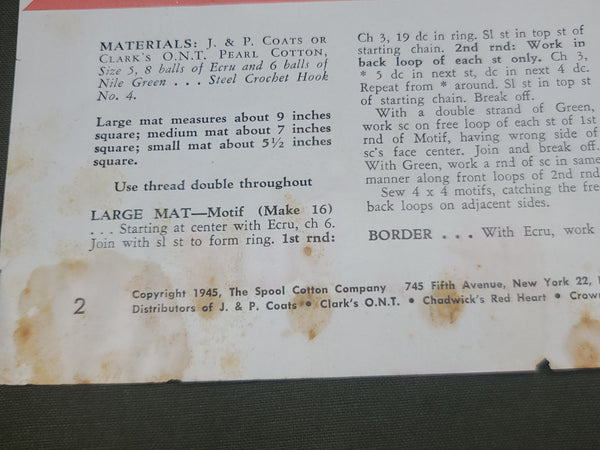 MATERIALS: J. & P. COATS OR
CLARK'S O.N.T. PEARL COTTON,
Size 5, 8 balls of Ecru and 6 balls of
Nile Green . . . Steel Crochet Hook
No. 4.
Large mat measures about 9 inches
square; medium mat about 7 inches
square; small mat about 5½ inches
square.
Use thread double throughout
LARGE MAT—Motif (Make 16)
. . . Starting at center with Ecru, ch 6.
Join with sl st to form ring. 1st rnd:
Ch 3, 19 dc in ring. Sl st in top st of
starting chain. 2nd rnd: Work in
back loop of each st only. Ch 3,
* 5 dc in next st, dc in next 4 dc.
Repeat from * around. Sl st in top st
of starting chain. Break off.
With a double strand of Green,
work sc on free loop of each st of 1st
rnd of Motif, having wrong side of
sc's face center. Join and break off.
With Green, work a rnd of sc in same
manner along front loops of 2nd rnd
Sew 4 x 4 motifs, catching the free
back loops on adjacent sides.
BORDER . . . With Ecru, work
2
Copyright 1945, The Spool Cotton Company 745 Fifth Avenue, New York 22,
Distributors of J. & P. Coats • Clark's O.N.T. • Chadwick's Red Heart • Crow